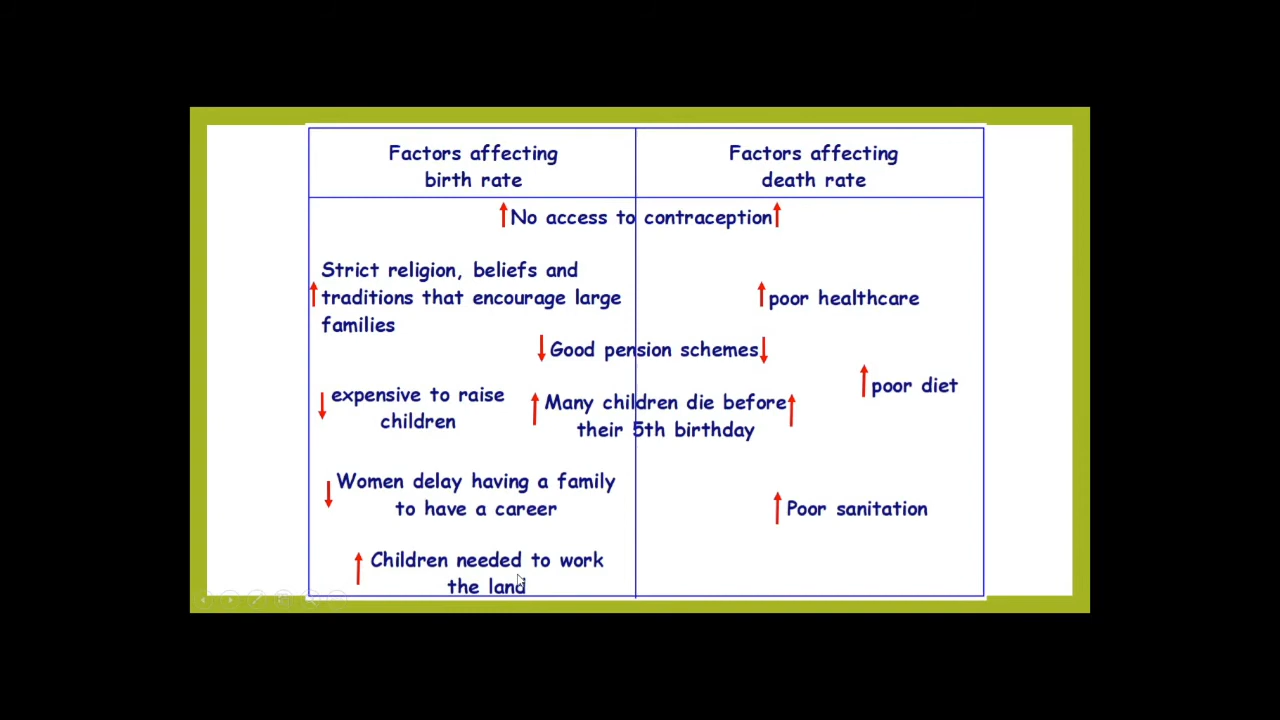 Factors affecting
birth rate
Factors affecting
death rate
No access to contraception
Strict religion, beliefs and
traditions that encourage large
families
poor healthcare
Good pension schemes
poor diet
expensive to raise
children
Many children die before
their 5th birthday
Women delay having a family
to have a career
Poor sanitation
Children needed to work
the land